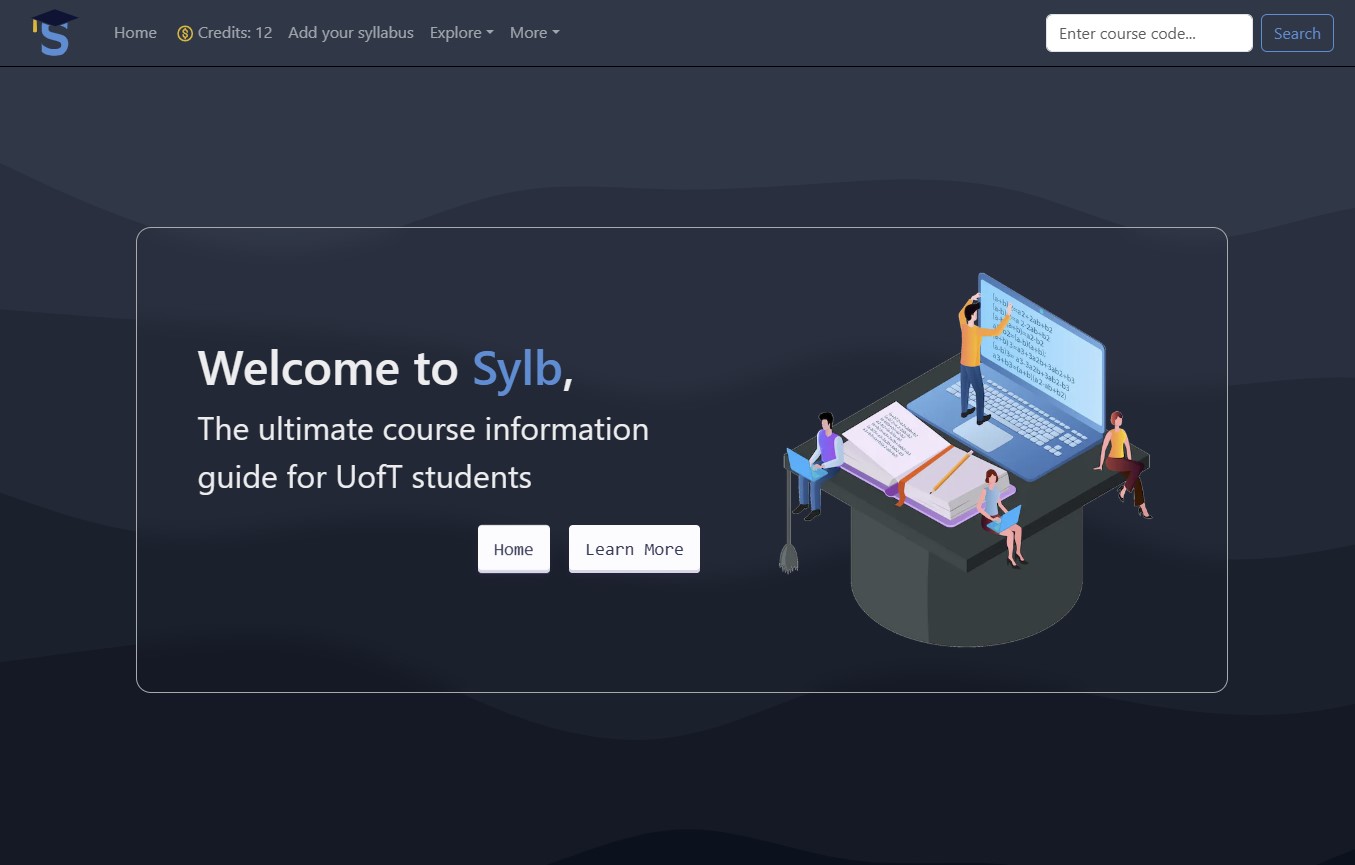 S
Home
Credits: 12
Add your syllabus
Explore
More
Enter course code...
Search
Welcome to Sylb,
The ultimate course information
guide for UofT students
Home
Learn More